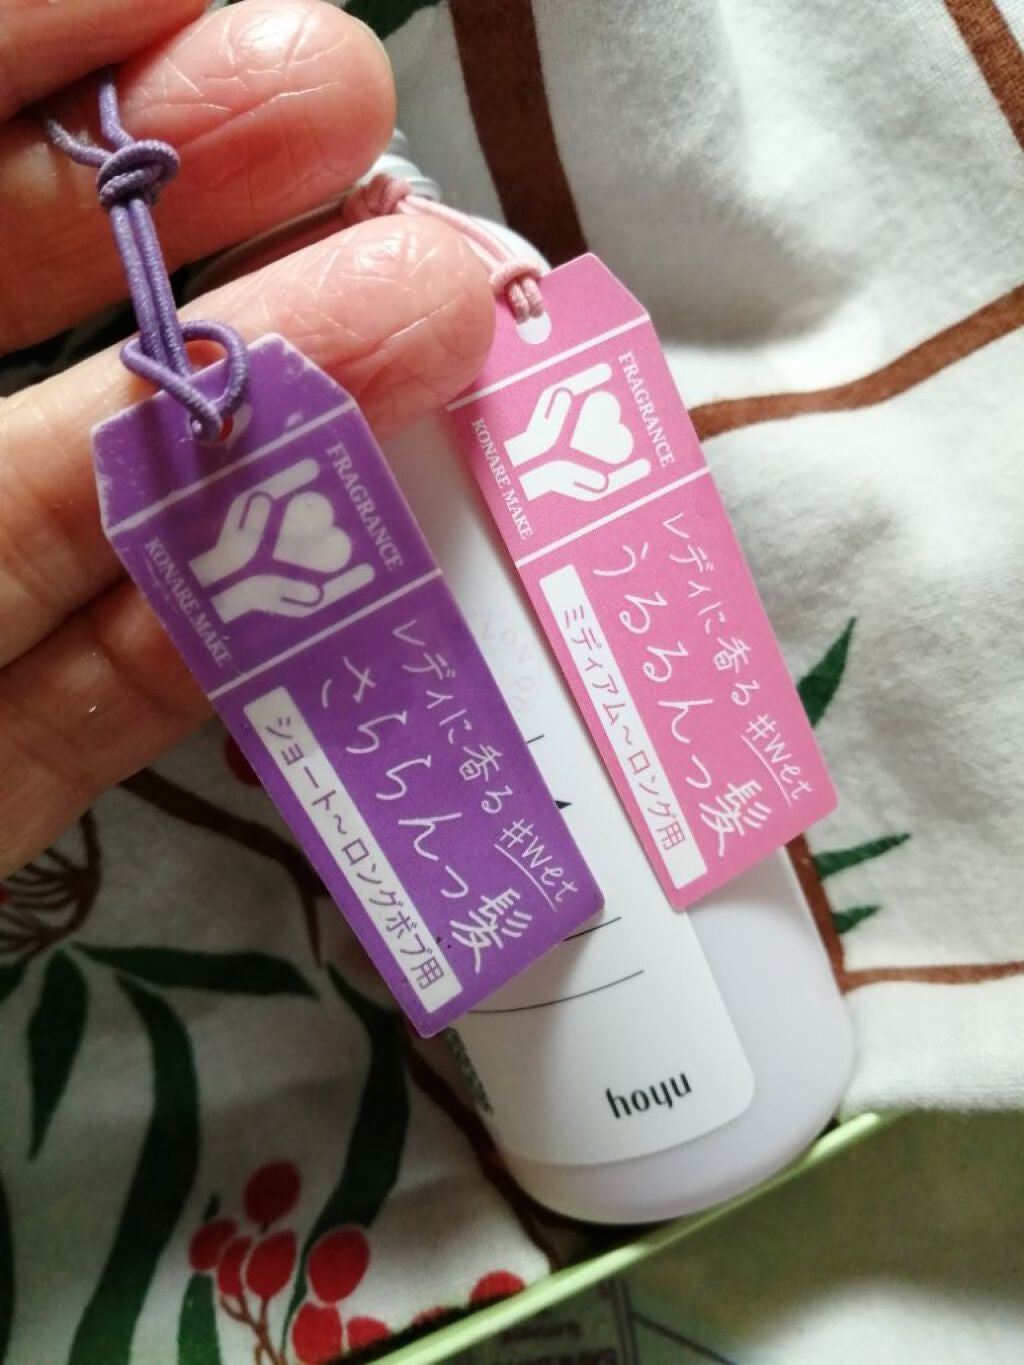 FRAGRANCE
KONARE MAKE
レディに香る#wet
さららんっ髪
ショート～ロングボブ用
FRAGRANCE
KONARE MAKE
レディに香る#wet
うるるんっ髪
ミディアム～ロング用
hoyu